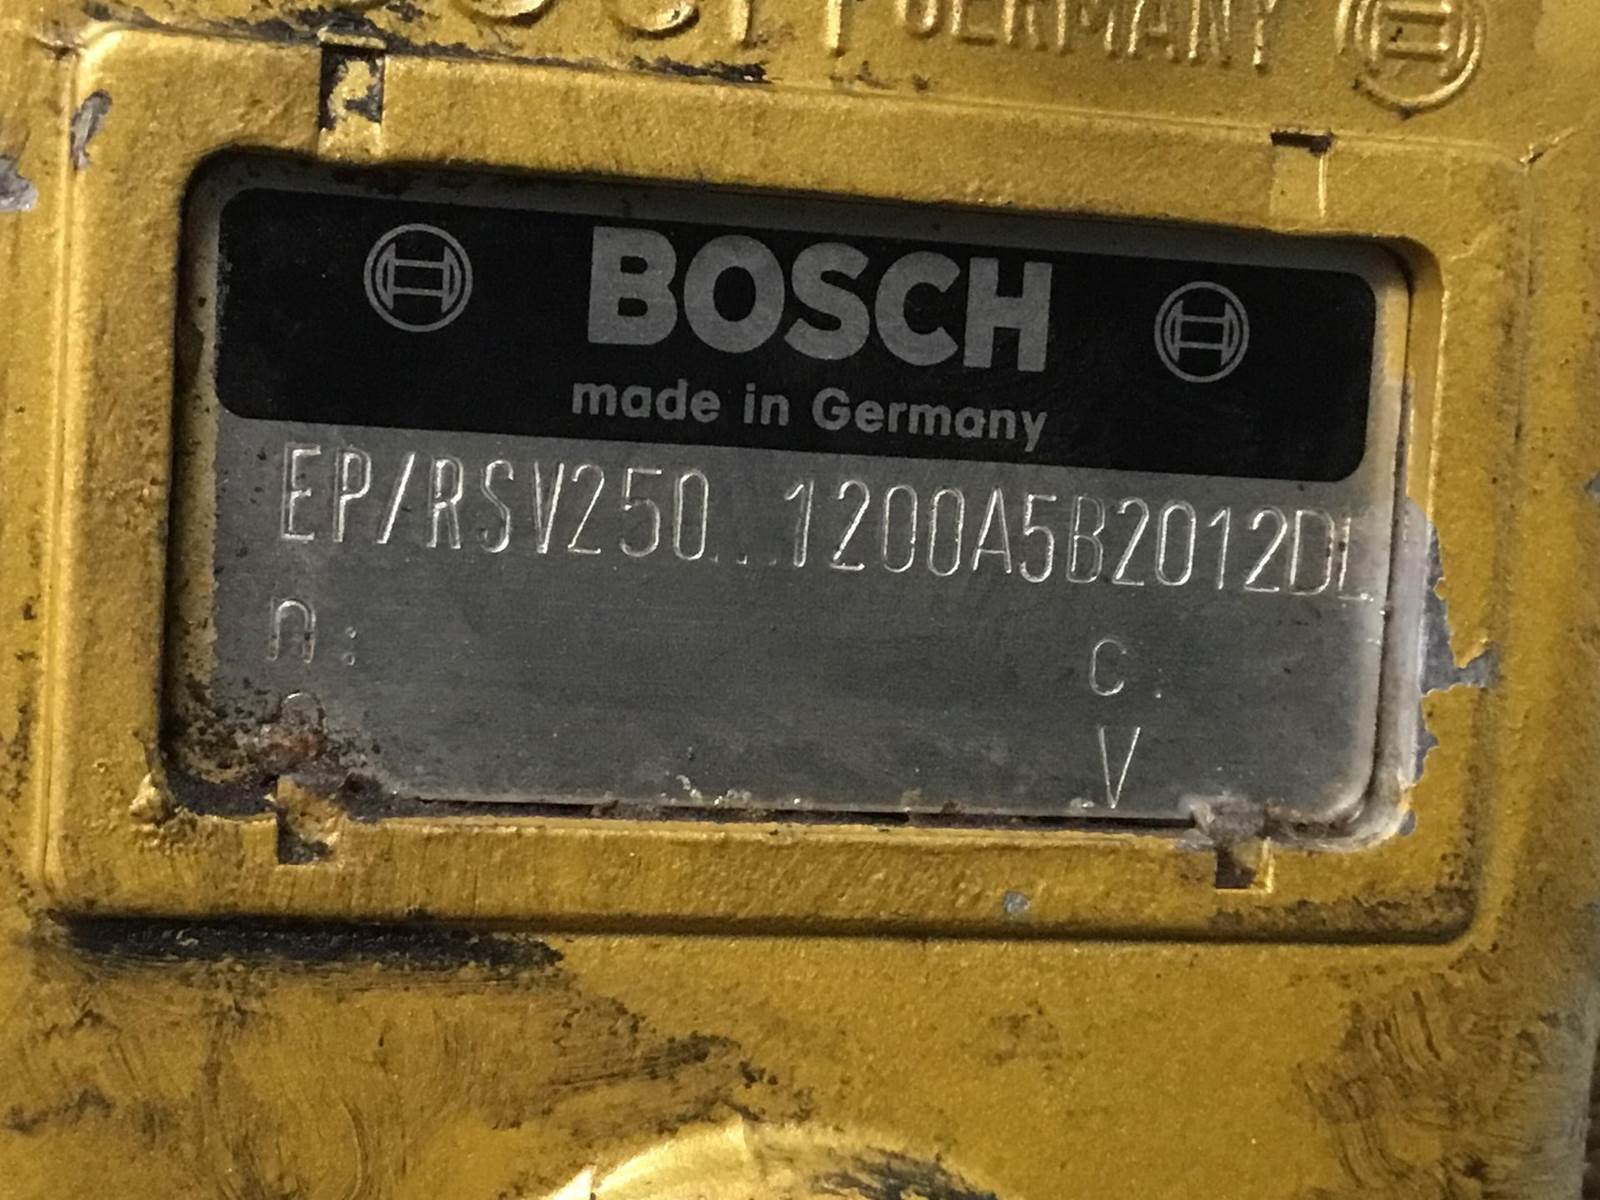 GERMANY
BOSCH
made in Germany
EP/RSV250...1200A5B2012DL
n: C:
V